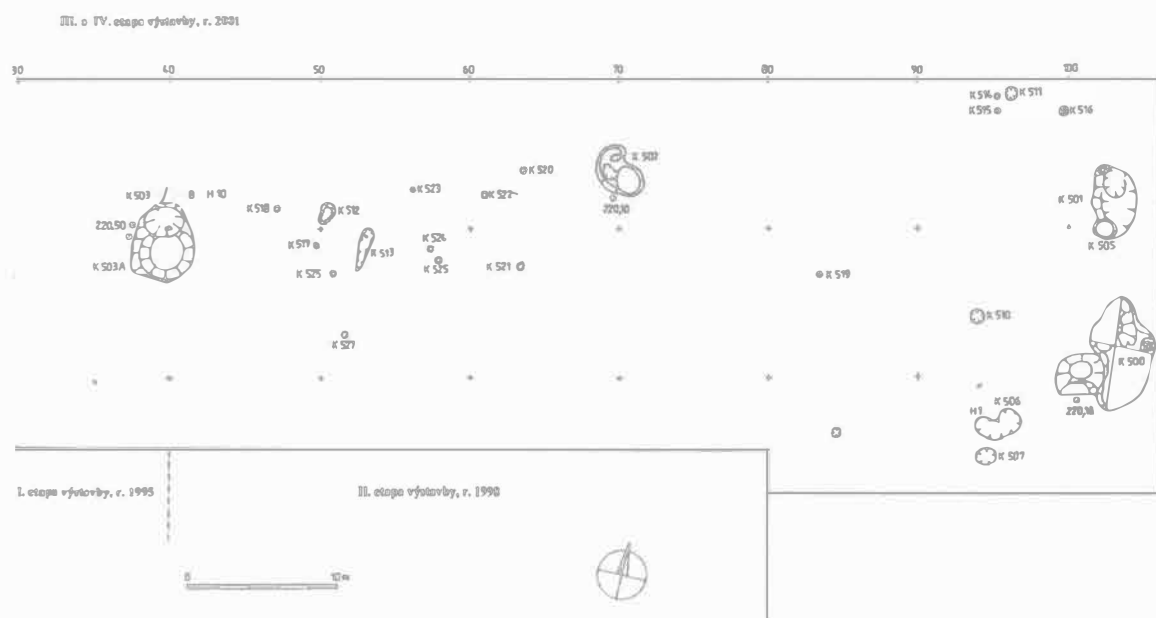 III. a IV. etapa výstavby, r. 2001
30 40 50 60 70 80 90 100
K 514 K 511
K 515 K 516
K 502
K 520
K 523 K 522
K 503 B H 10
K 518 K 512
220,10
K 501
220,50
K 517 K 513 K 524
K 505
K 503A K 525 K 525 K 521 K 519
K 510
K 527
K 500
220,18
H 1 K 506
K 507
I. etapa výstavby, r. 1995 II. etapa výstavby, r. 1998
0 10 m